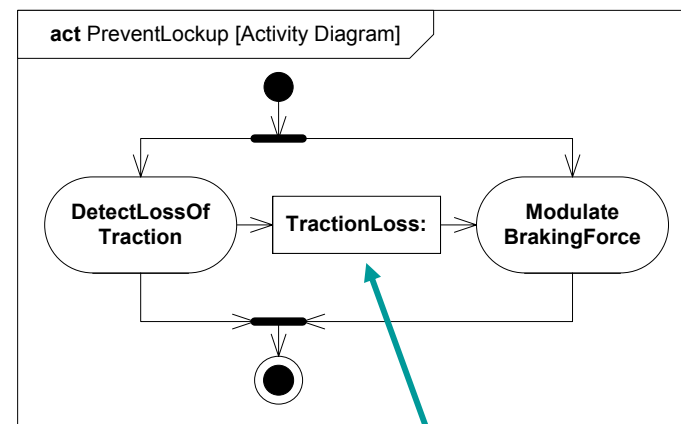 act PreventLockup [Activity Diagram]
DetectLossOf
Traction
TractionLoss:
Modulate
BrakingForce